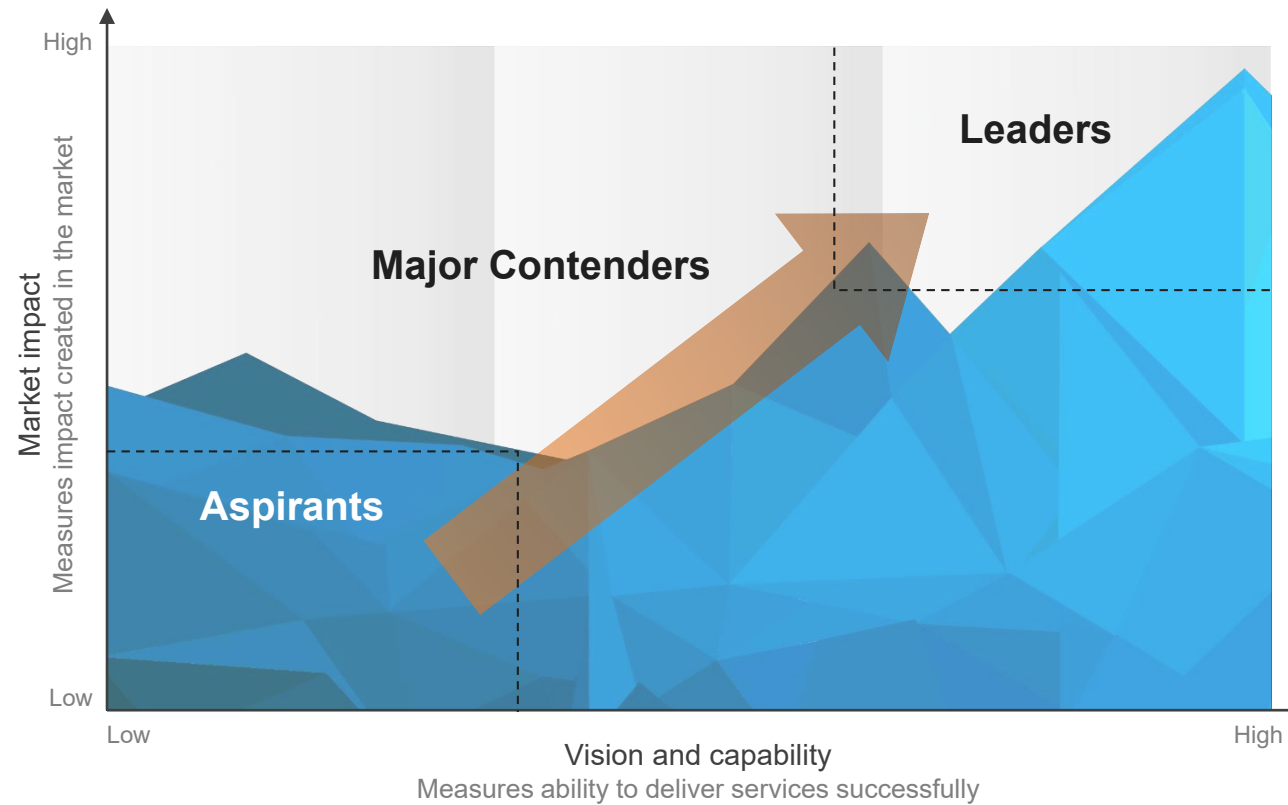 High
Leaders
Major Contenders
Market impact
Measures impact created in the market
Aspirants
Low
Low
High
Vision and capability
Measures ability to deliver services successfully